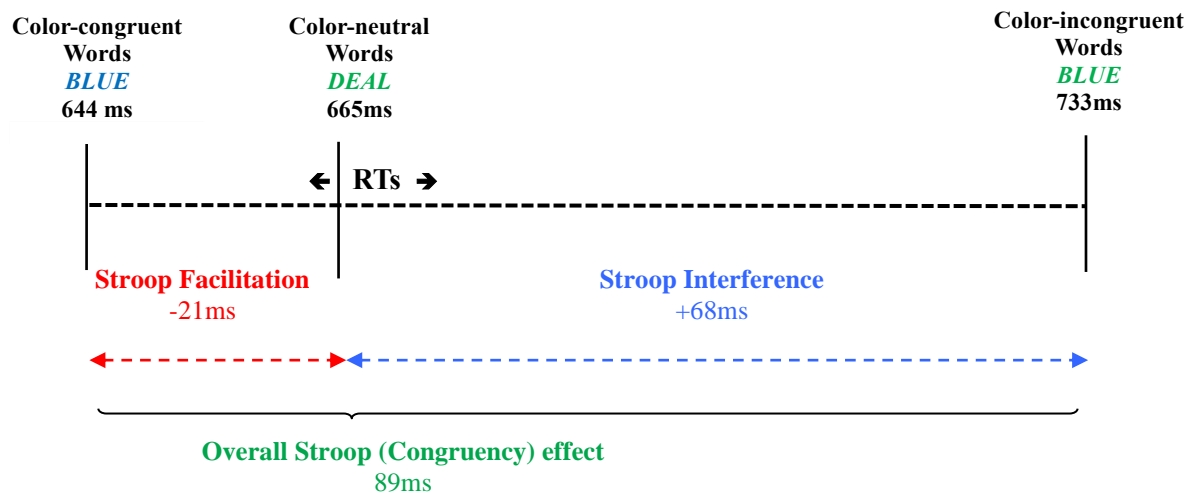 Color-congruent
Words
BLUE
644 ms
Color-neutral
Words
DEAL
665ms
Color-incongruent
Words
BLUE
733ms
🡸 RTs 🡺
Stroop Facilitation
-21ms
Stroop Interference
+68ms
Overall Stroop (Congruency) effect
89ms